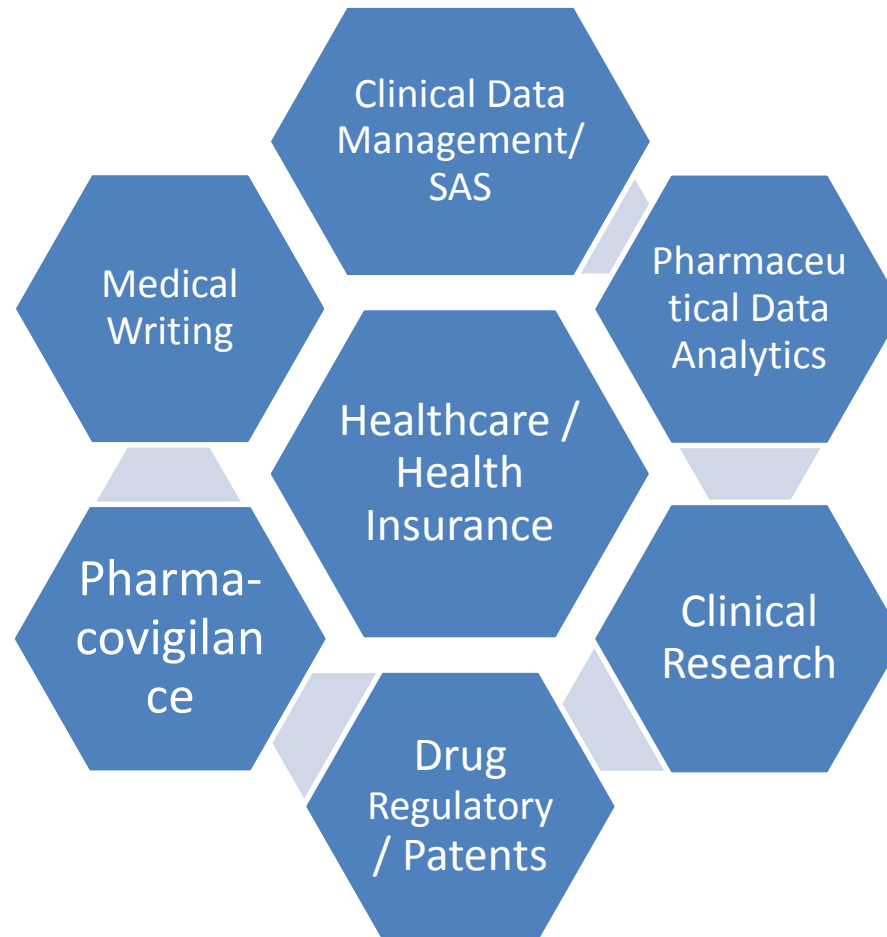 Clinical Data
Management/
SAS
Pharmaceu
tical Data
Analytics
Medical
Writing
Healthcare /
Health
Insurance
Pharma-
covigilan
ce
Clinical
Research
Drug
Regulatory
/ Patents